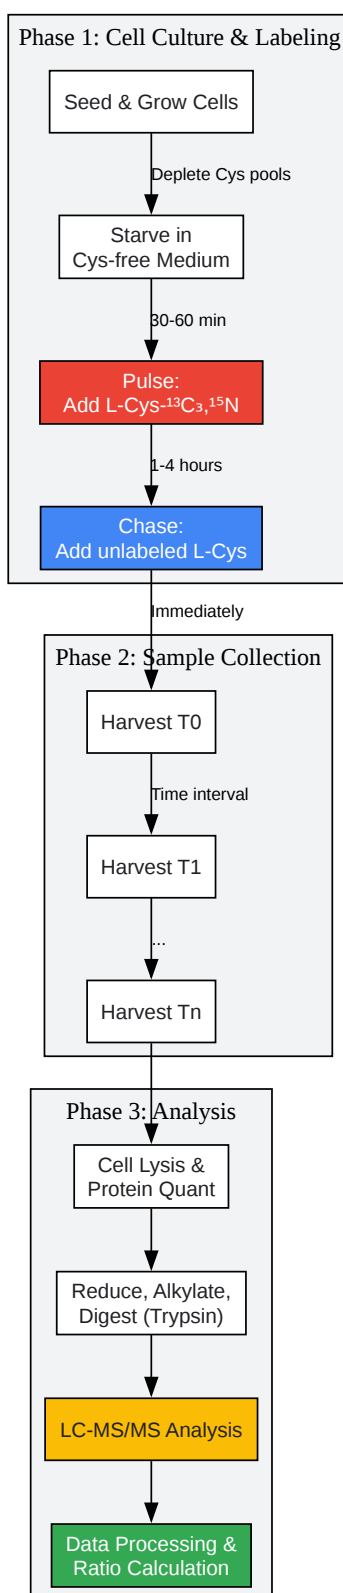 Phase 1: Cell Culture & Labeling
Seed & Grow Cells
Deplete Cys pools
Starve in
Cys-free Medium
30-60 min
Pulse:
Add L-Cys-¹³C₃,¹⁵N
1-4 hours
Chase:
Add unlabeled L-Cys
Immediately
Phase 2: Sample Collection
Harvest T0
Time interval
Harvest T1
...
Harvest Tn
Phase 3: Analysis
Cell Lysis &
Protein Quant
Reduce, Alkylate,
Digest (Trypsin)
LC-MS/MS Analysis
Data Processing &
Ratio Calculation